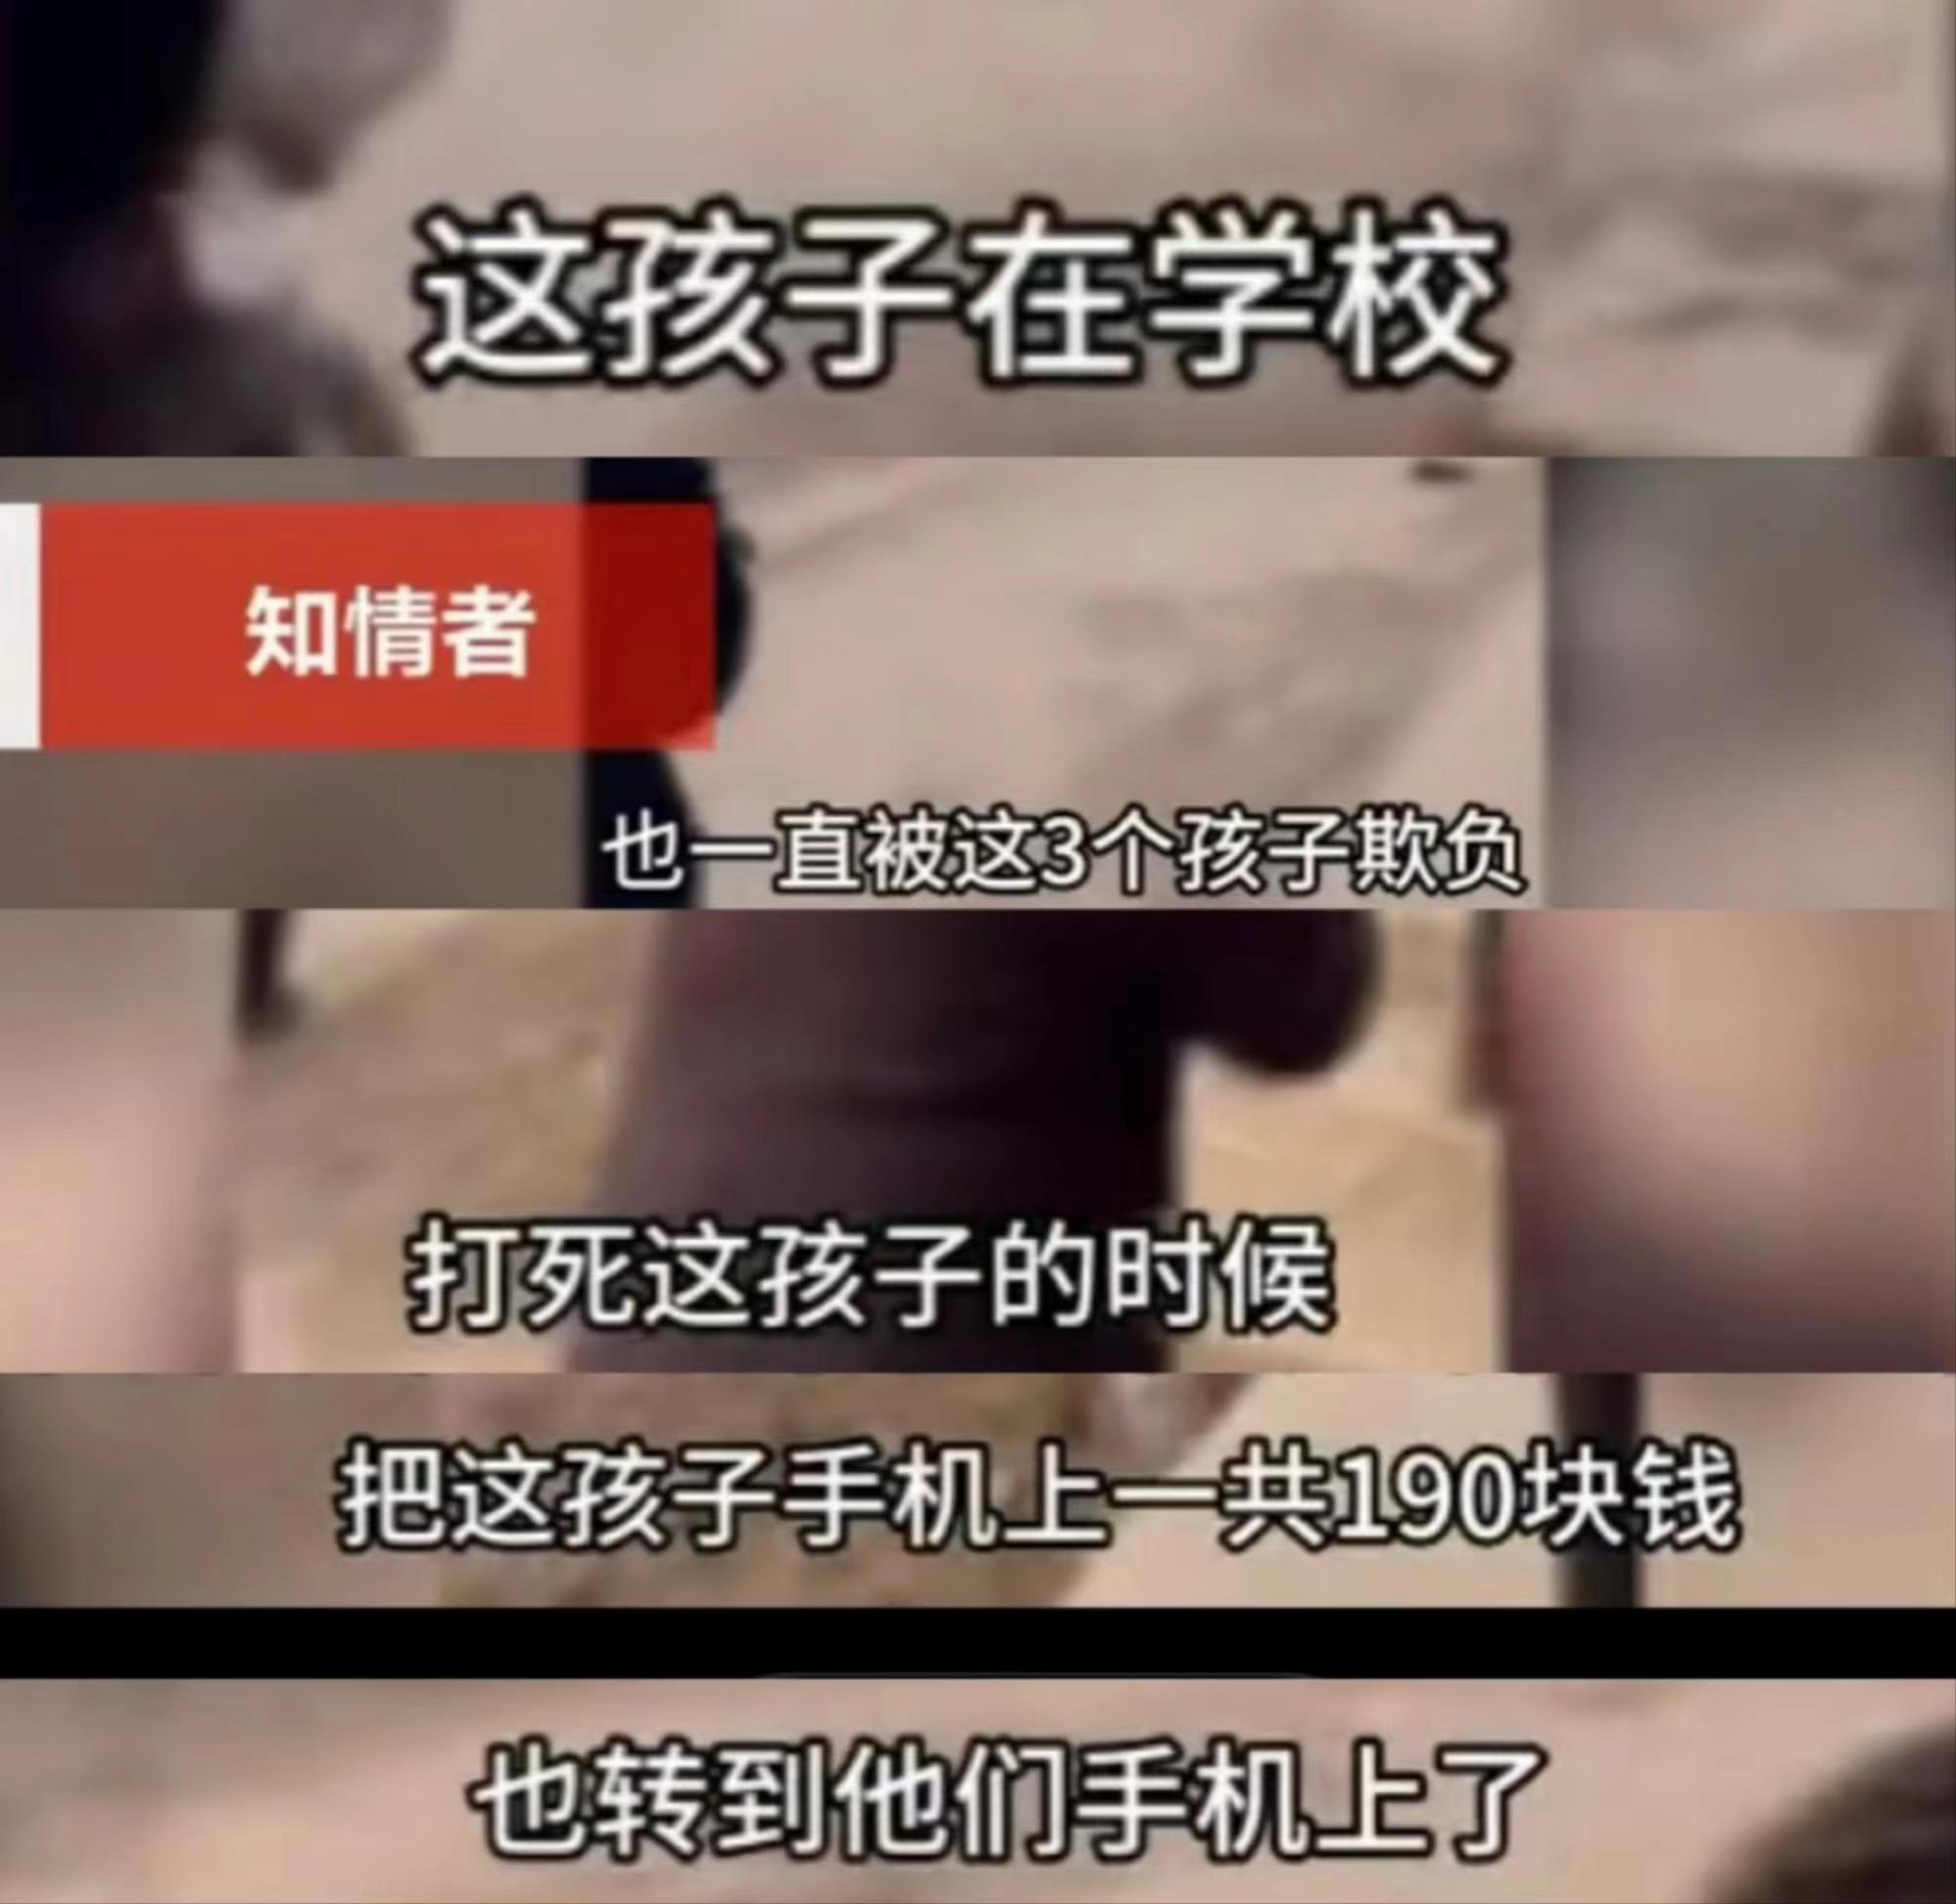 这孩子在学校
知情者
也一直被这3个孩子欺负
打死这孩子的时候
把这孩子手机上一共190块钱
也转到他们手机上了